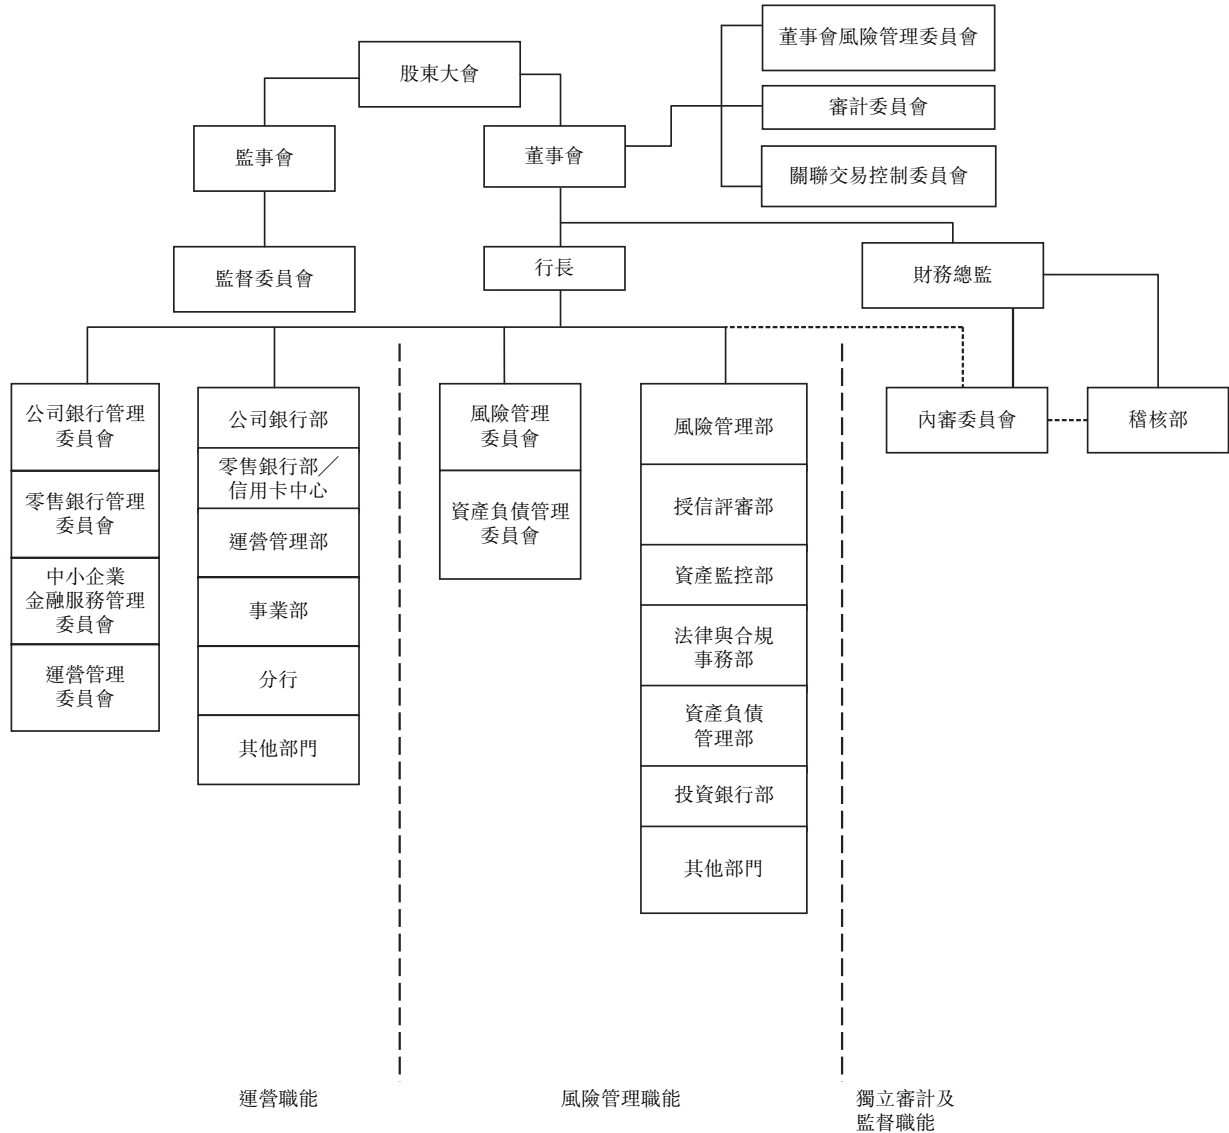 董事會風險管理委員會
股東大會
審計委員會
監事會
董事會
關聯交易控制委員會
監督委員會
行長
財務總監
公司銀行管理
委員會
零售銀行管理
委員會
中小企業
金融服務管理
委員會
運營管理
委員會
公司銀行部
零售銀行部／
信用卡中心
運營管理部
事業部
分行
其他部門
風險管理
委員會
資產負債管理
委員會
風險管理部
授信評審部
資產監控部
法律與合規
事務部
資產負債
管理部
投資銀行部
其他部門
內審委員會
稽核部
運營職能
風險管理職能
獨立審計及
監督職能